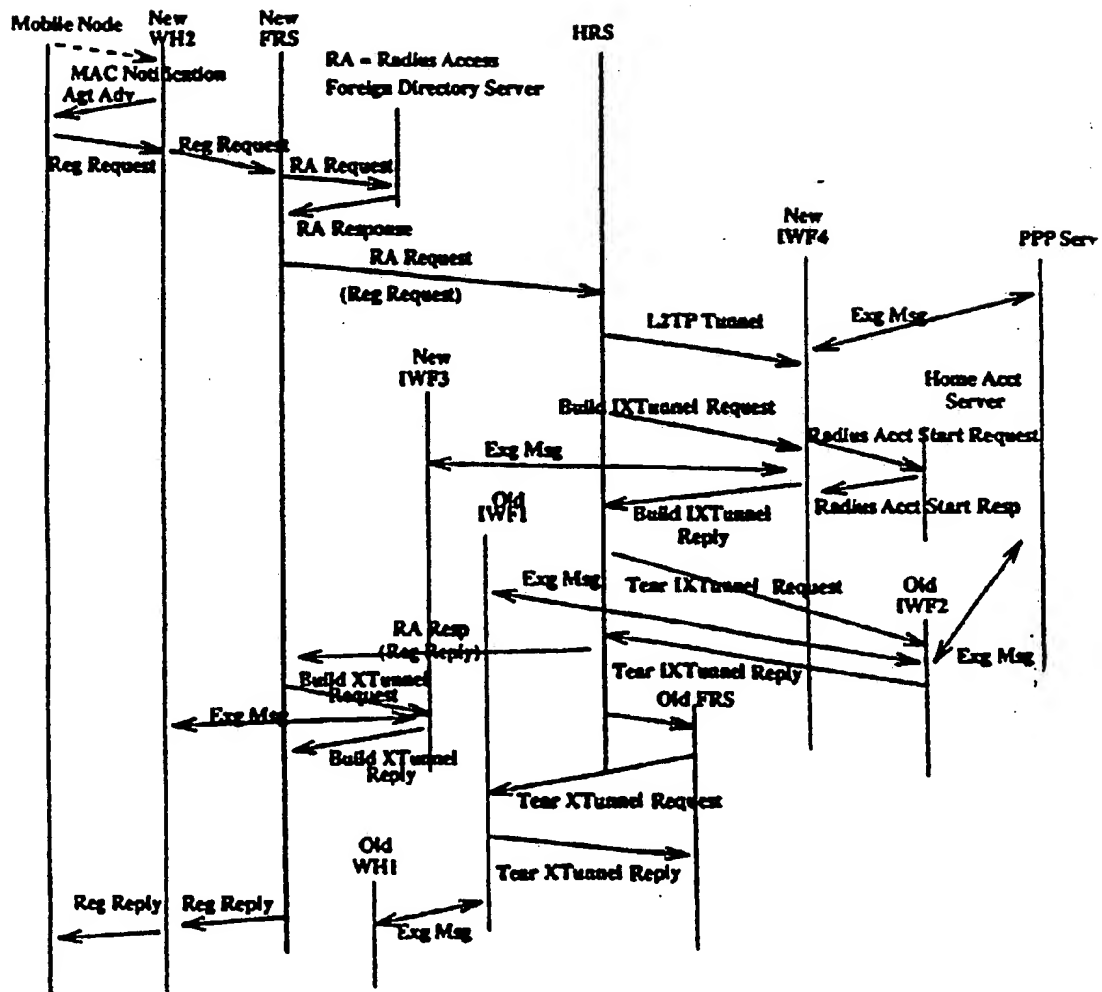 Mobile Node
New
WH2
New
FRS
HRS
MAC Notification
Agt Adv
RA = Radius Access
Foreign Directory Server
Reg Request
Reg Request
RA Request
RA Response
RA Request
(Reg Request)
New
IWF4
PPP Serv
L2TP Tunnel
Exg Msg
New
IWF3
Home Acct
Server
Build IXTunnel Request
Radius Acct Start Request
Exg Msg
Old
IWF1
Build IXTunnel
Reply
Radius Acct Start Resp
Exg Msg
Tear IXTunnel Request
Old
IWF2
RA Resp
(Reg Reply)
Tear IXTunnel Reply
Exg Msg
Build XTunnel
Request
Old FRS
Exg Msg
Build XTunnel
Reply
Tear XTunnel Request
Old
WH1
Tear XTunnel Reply
Reg Reply
Reg Reply
Exg Msg